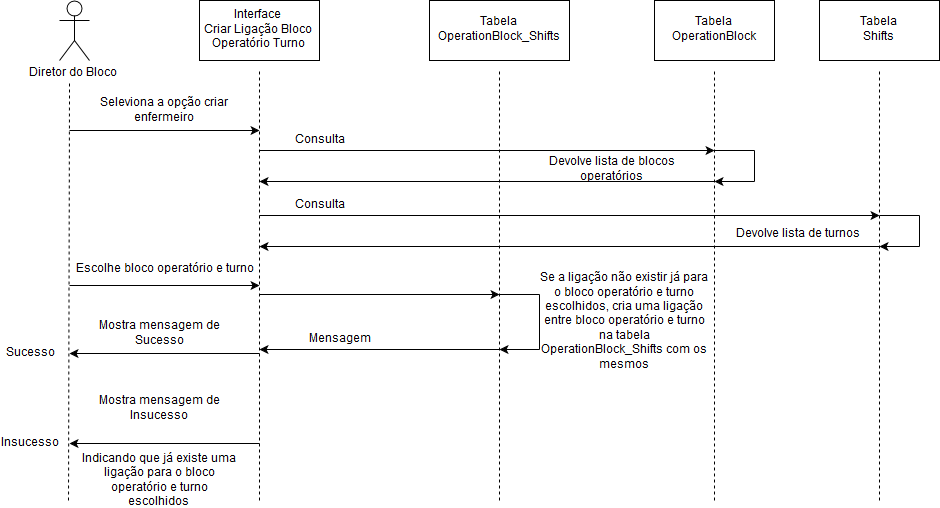 Interface
Criar Ligação Bloco
Operatório Turno
Tabela
OperationBlock_Shifts
Tabela
OperationBlock
Tabela
Shifts
Diretor do Bloco
Seleviona a opção criar
enfermeiro
Consulta
Devolve lista de blocos
operatórios
Consulta
Devolve lista de turnos
Escolhe bloco operatório e turno
Se a ligação não existir já para
o bloco operatório e turno
escolhidos, cria uma ligação
entre bloco operatório e turno
na tabela
OperationBlock_Shifts com os
mesmos
Mostra mensagem de
Sucesso
Mensagem
Sucesso
Mostra mensagem de
Insucesso
Insucesso
Indicando que já existe uma
ligação para o bloco
operatório e turno
escolhidos